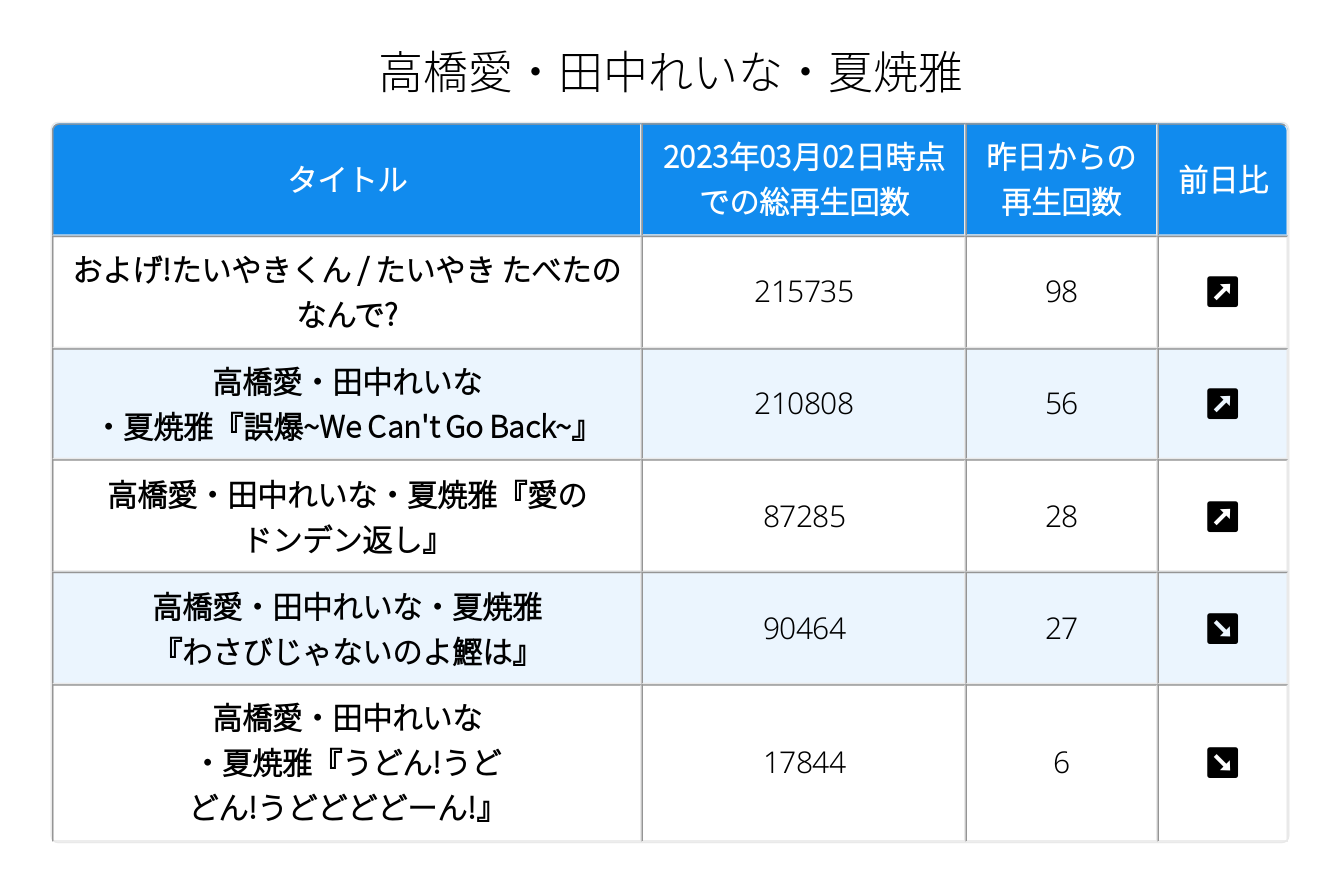 高橋愛・田中れいな・夏焼雅
タイトル
2023年03月02日時点
での総再生回数
昨日からの
再生回数
前日比
およげ!たいやきくん / たいやき たべたの
なんで?
215735
98
高橋愛・田中れいな
・夏焼雅『誤爆~We Can't Go Back~』
210808
56
高橋愛・田中れいな・夏焼雅『愛の
ドンデン返し』
87285
28
高橋愛・田中れいな・夏焼雅
『わさびじゃないのよ鰹は』
90464
27
高橋愛・田中れいな
・夏焼雅『うどん!うど
どん!うどどどどーん!』
17844
6